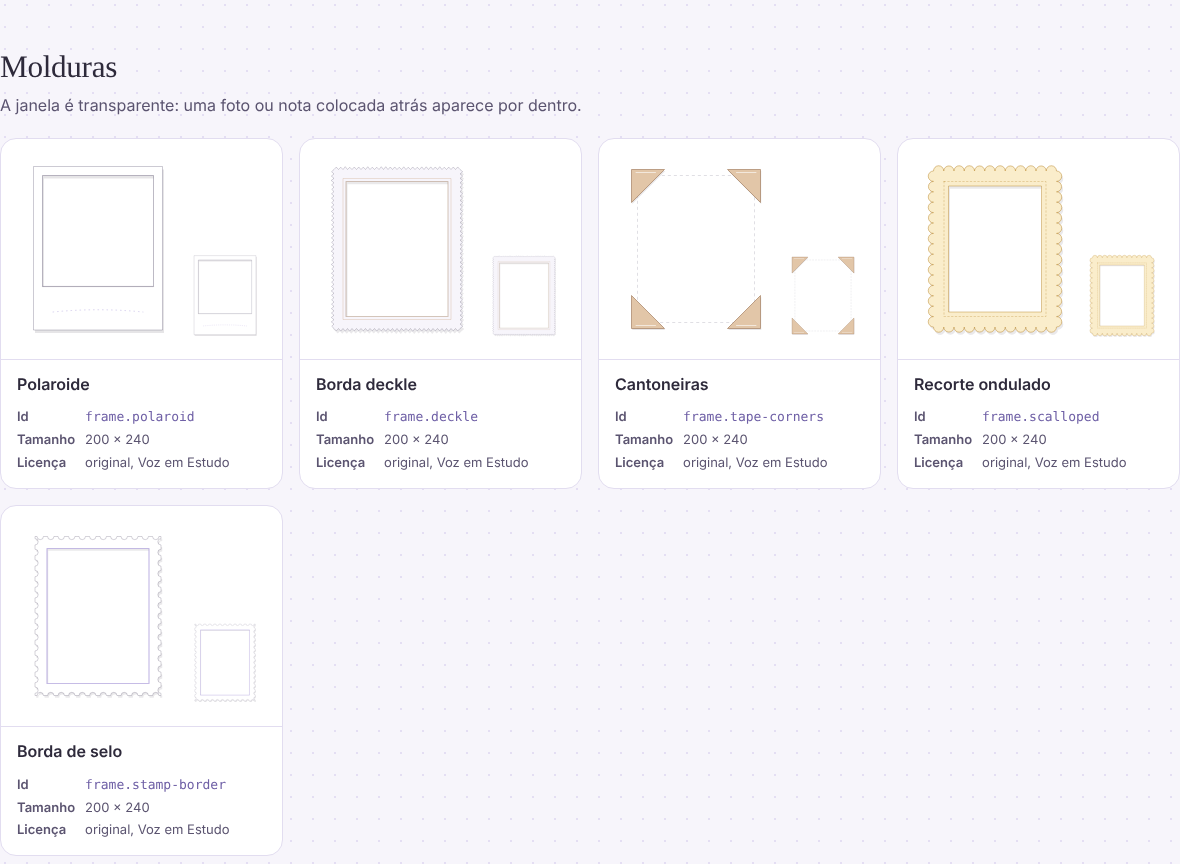 Molduras
A janela é transparente: uma foto ou nota colocada atrás aparece por dentro.
Polaroide
Id frame.polaroid
Tamanho 200 × 240
Licença original, Voz em Estudo
Borda deckle
Id frame.deckle
Tamanho 200 × 240
Licença original, Voz em Estudo
Cantoneiras
Id frame.tape-corners
Tamanho 200 × 240
Licença original, Voz em Estudo
Recorte ondulado
Id frame.scalloped
Tamanho 200 × 240
Licença original, Voz em Estudo
Borda de selo
Id frame.stamp-border
Tamanho 200 × 240
Licença original, Voz em Estudo